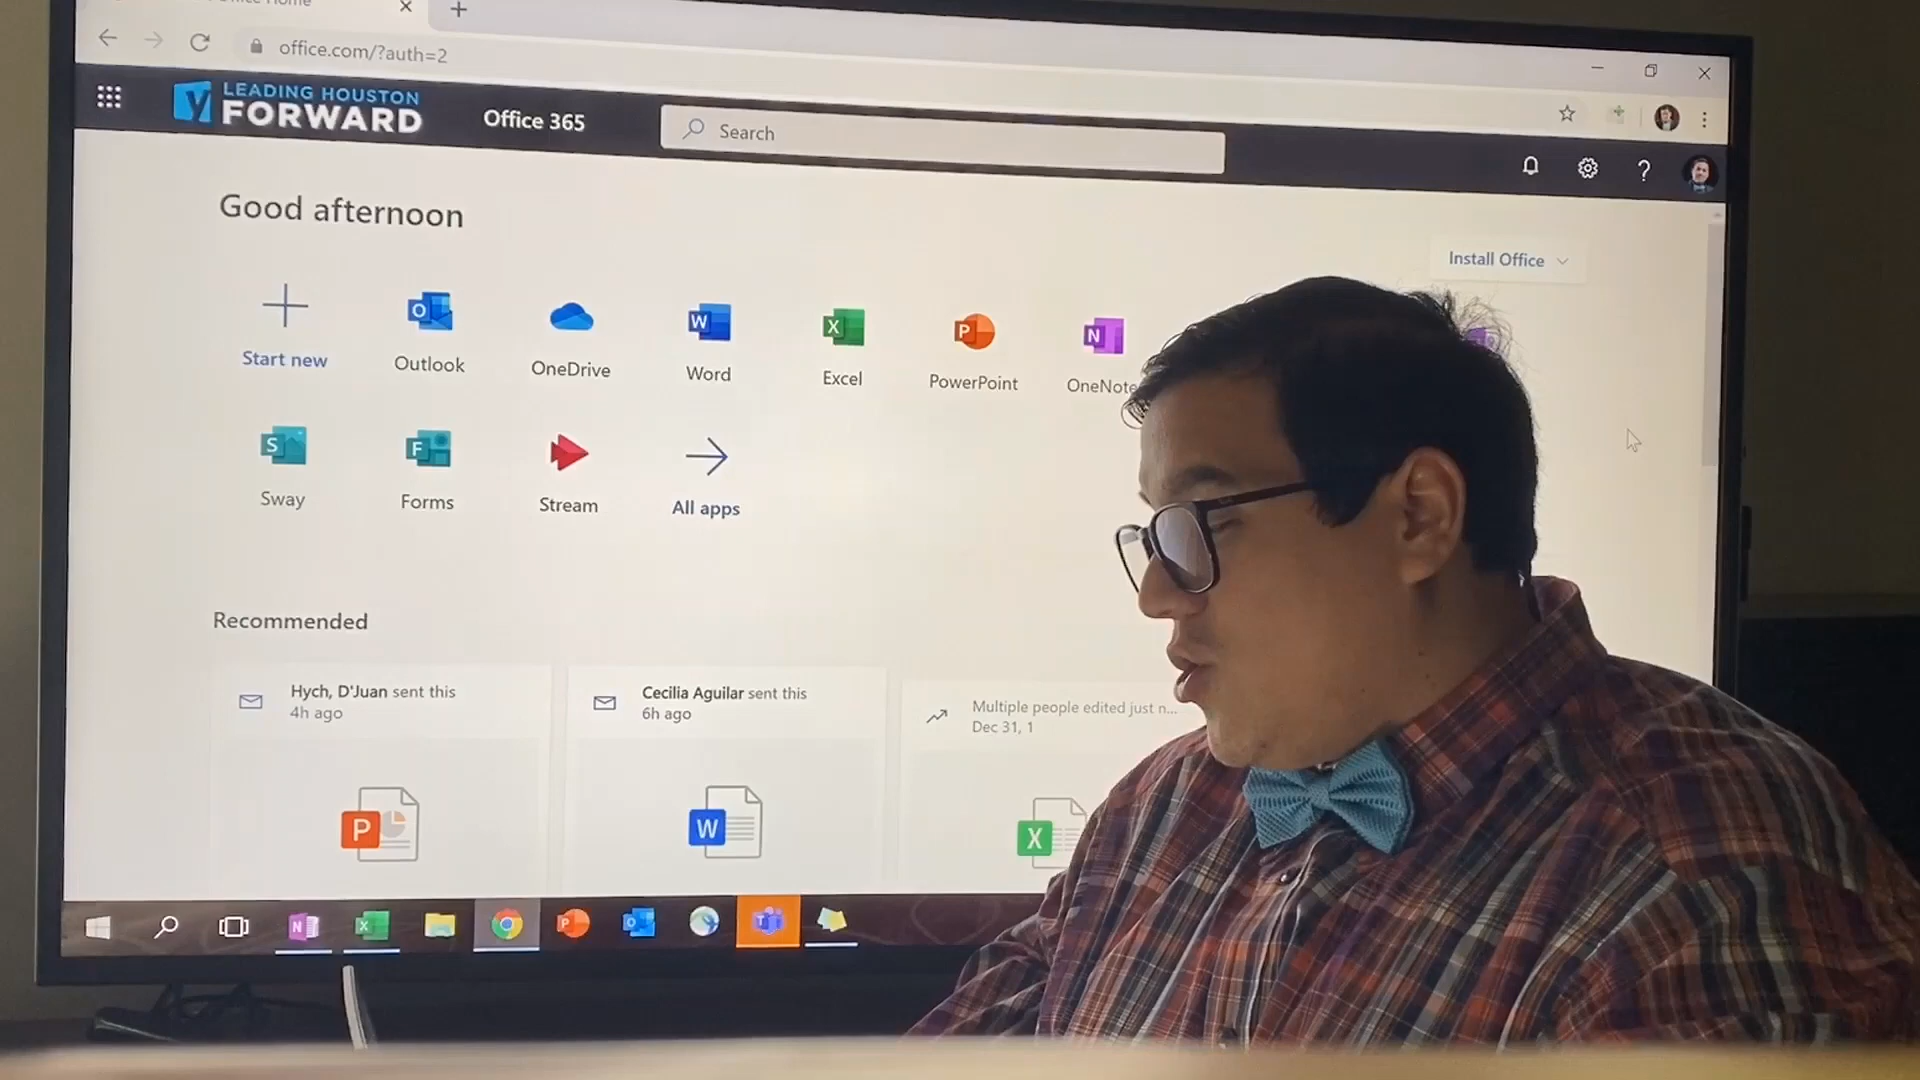 office.com/?auth=2
LEADING HOUSTON
FORWARD
Office 365
Search
Good afternoon
Install Office
Start new
Outlook
OneDrive
Word
Excel
PowerPoint
OneNote
Sway
Forms
Stream
All apps
Recommended
Hych, D'Juan sent this
4h ago
Cecilia Aguilar sent this
6h ago
Multiple people edited just n...
Dec 31, 1